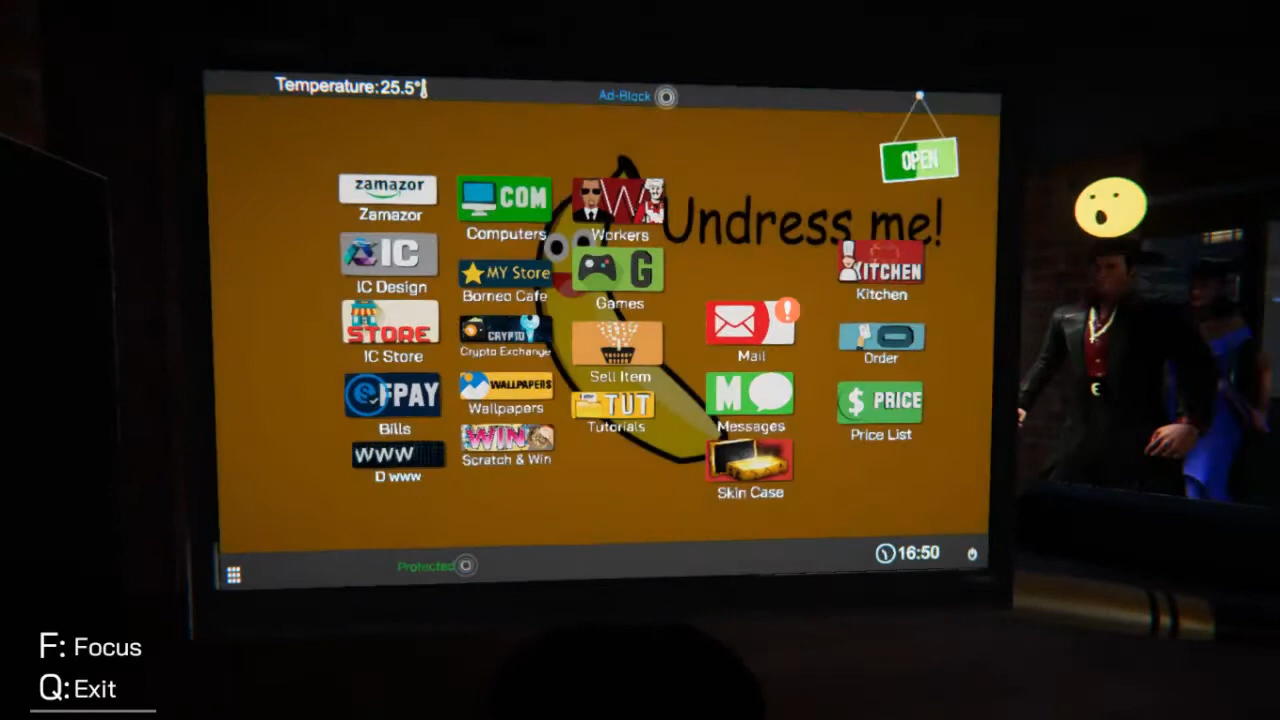 Temperature: 25.5°
Ad-Block
OPEN
Undress me!
zamazor
Zamazor
COM
Computers
W
Workers
IC
IC Design
MY Store
Borneo Cafe
G
Games
KITCHEN
Kitchen
STORE
IC Store
CRYPTO
Crypto Exchange
Sell Item
Mail
Order
FPAY
Bills
WALLPAPERS
Wallpapers
TUT
Tutorials
M
Messages
$ PRICE
Price List
WWW
D www
WIN
Scratch & Win
Skin Case
Protected
16:50
F: Focus
Q: Exit